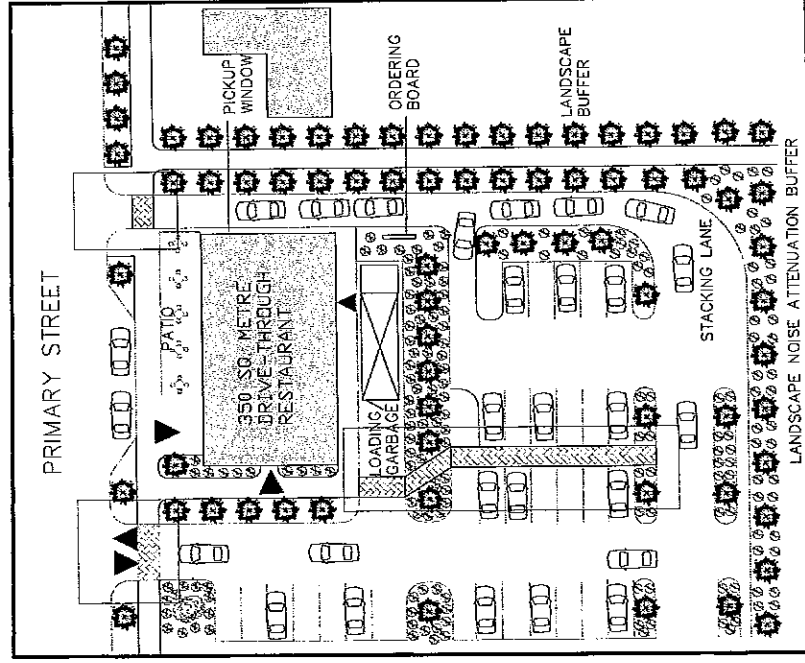 PRIMARY STREET
PATIO
350 SQ. METRE
DRIVE-THROUGH
RESTAURANT
PICKUP
WINDOW
ORDERING
BOARD
LOADING/
GARBAGE
LANDSCAPE
BUFFER
STACKING LANE
LANDSCAPE NOISE ATTENUATION BUFFER